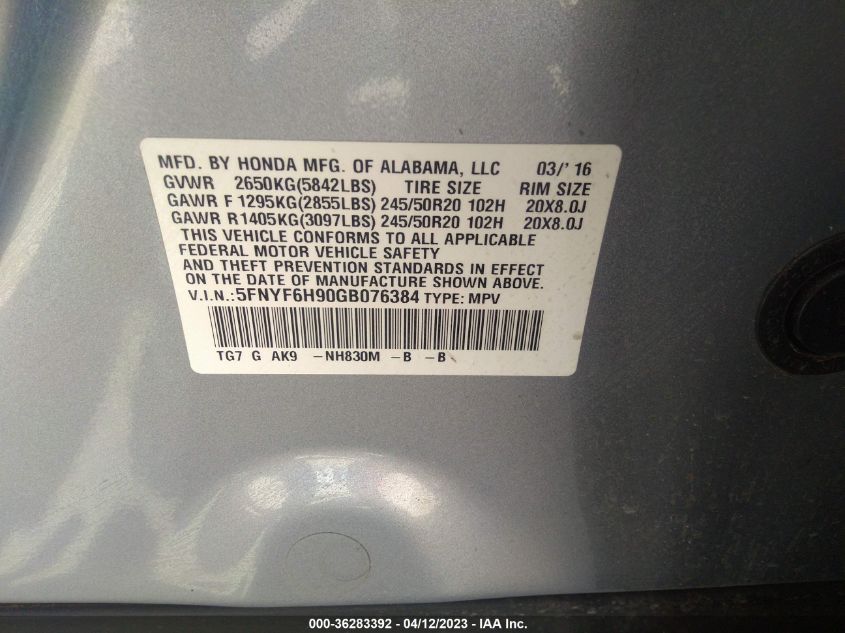 MFD. BY HONDA MFG. OF ALABAMA, LLC 03/' 16
GVWR 2650KG(5842LBS) TIRE SIZE RIM SIZE
GAWR F 1295KG(2855LBS) 245/50R20 102H 20X8.0J
GAWR R1405KG(3097LBS) 245/50R20 102H 20X8.0J
THIS VEHICLE CONFORMS TO ALL APPLICABLE
FEDERAL MOTOR VEHICLE SAFETY
AND THEFT PREVENTION STANDARDS IN EFFECT
ON THE DATE OF MANUFACTURE SHOWN ABOVE.
V.I.N.:5FNYF6H90GB076384 TYPE: MPV
TG7 G AK9 -NH830M -B -B
000-36283392 - 04/12/2023 - IAA Inc.